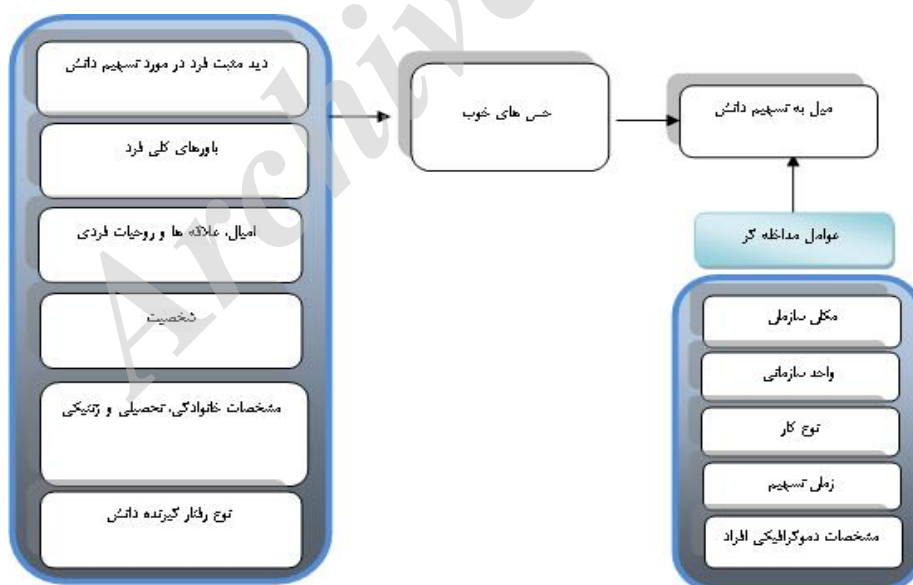 دید مثبت فرد در مورد تسهیم دانش
باورهای کلی فرد
امیال، علاقه ها و روحیات فردی
شخصیت
مشخصات خانوادگی، تحصیلی و ژنتیکی
نوع رفتار گیرنده دانش
حس های خوب
میل به تسهیم دانش
عوامل مداخله گر
مکان سازمانی
واحد سازمانی
نوع کار
زمان تسهیم
مشخصات دموگرافیکی افراد